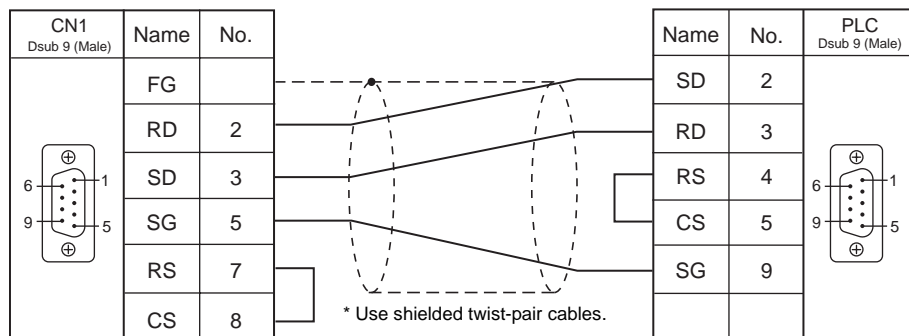 CN1
Dsub 9 (Male)
Name No.
FG
RD 2
SD 3
SG 5
RS 7
CS 8
6
1
9
5
* Use shielded twist-pair cables.
Name No.
PLC
Dsub 9 (Male)
SD 2
RD 3
RS 4
CS 5
SG 9
6
1
9
5